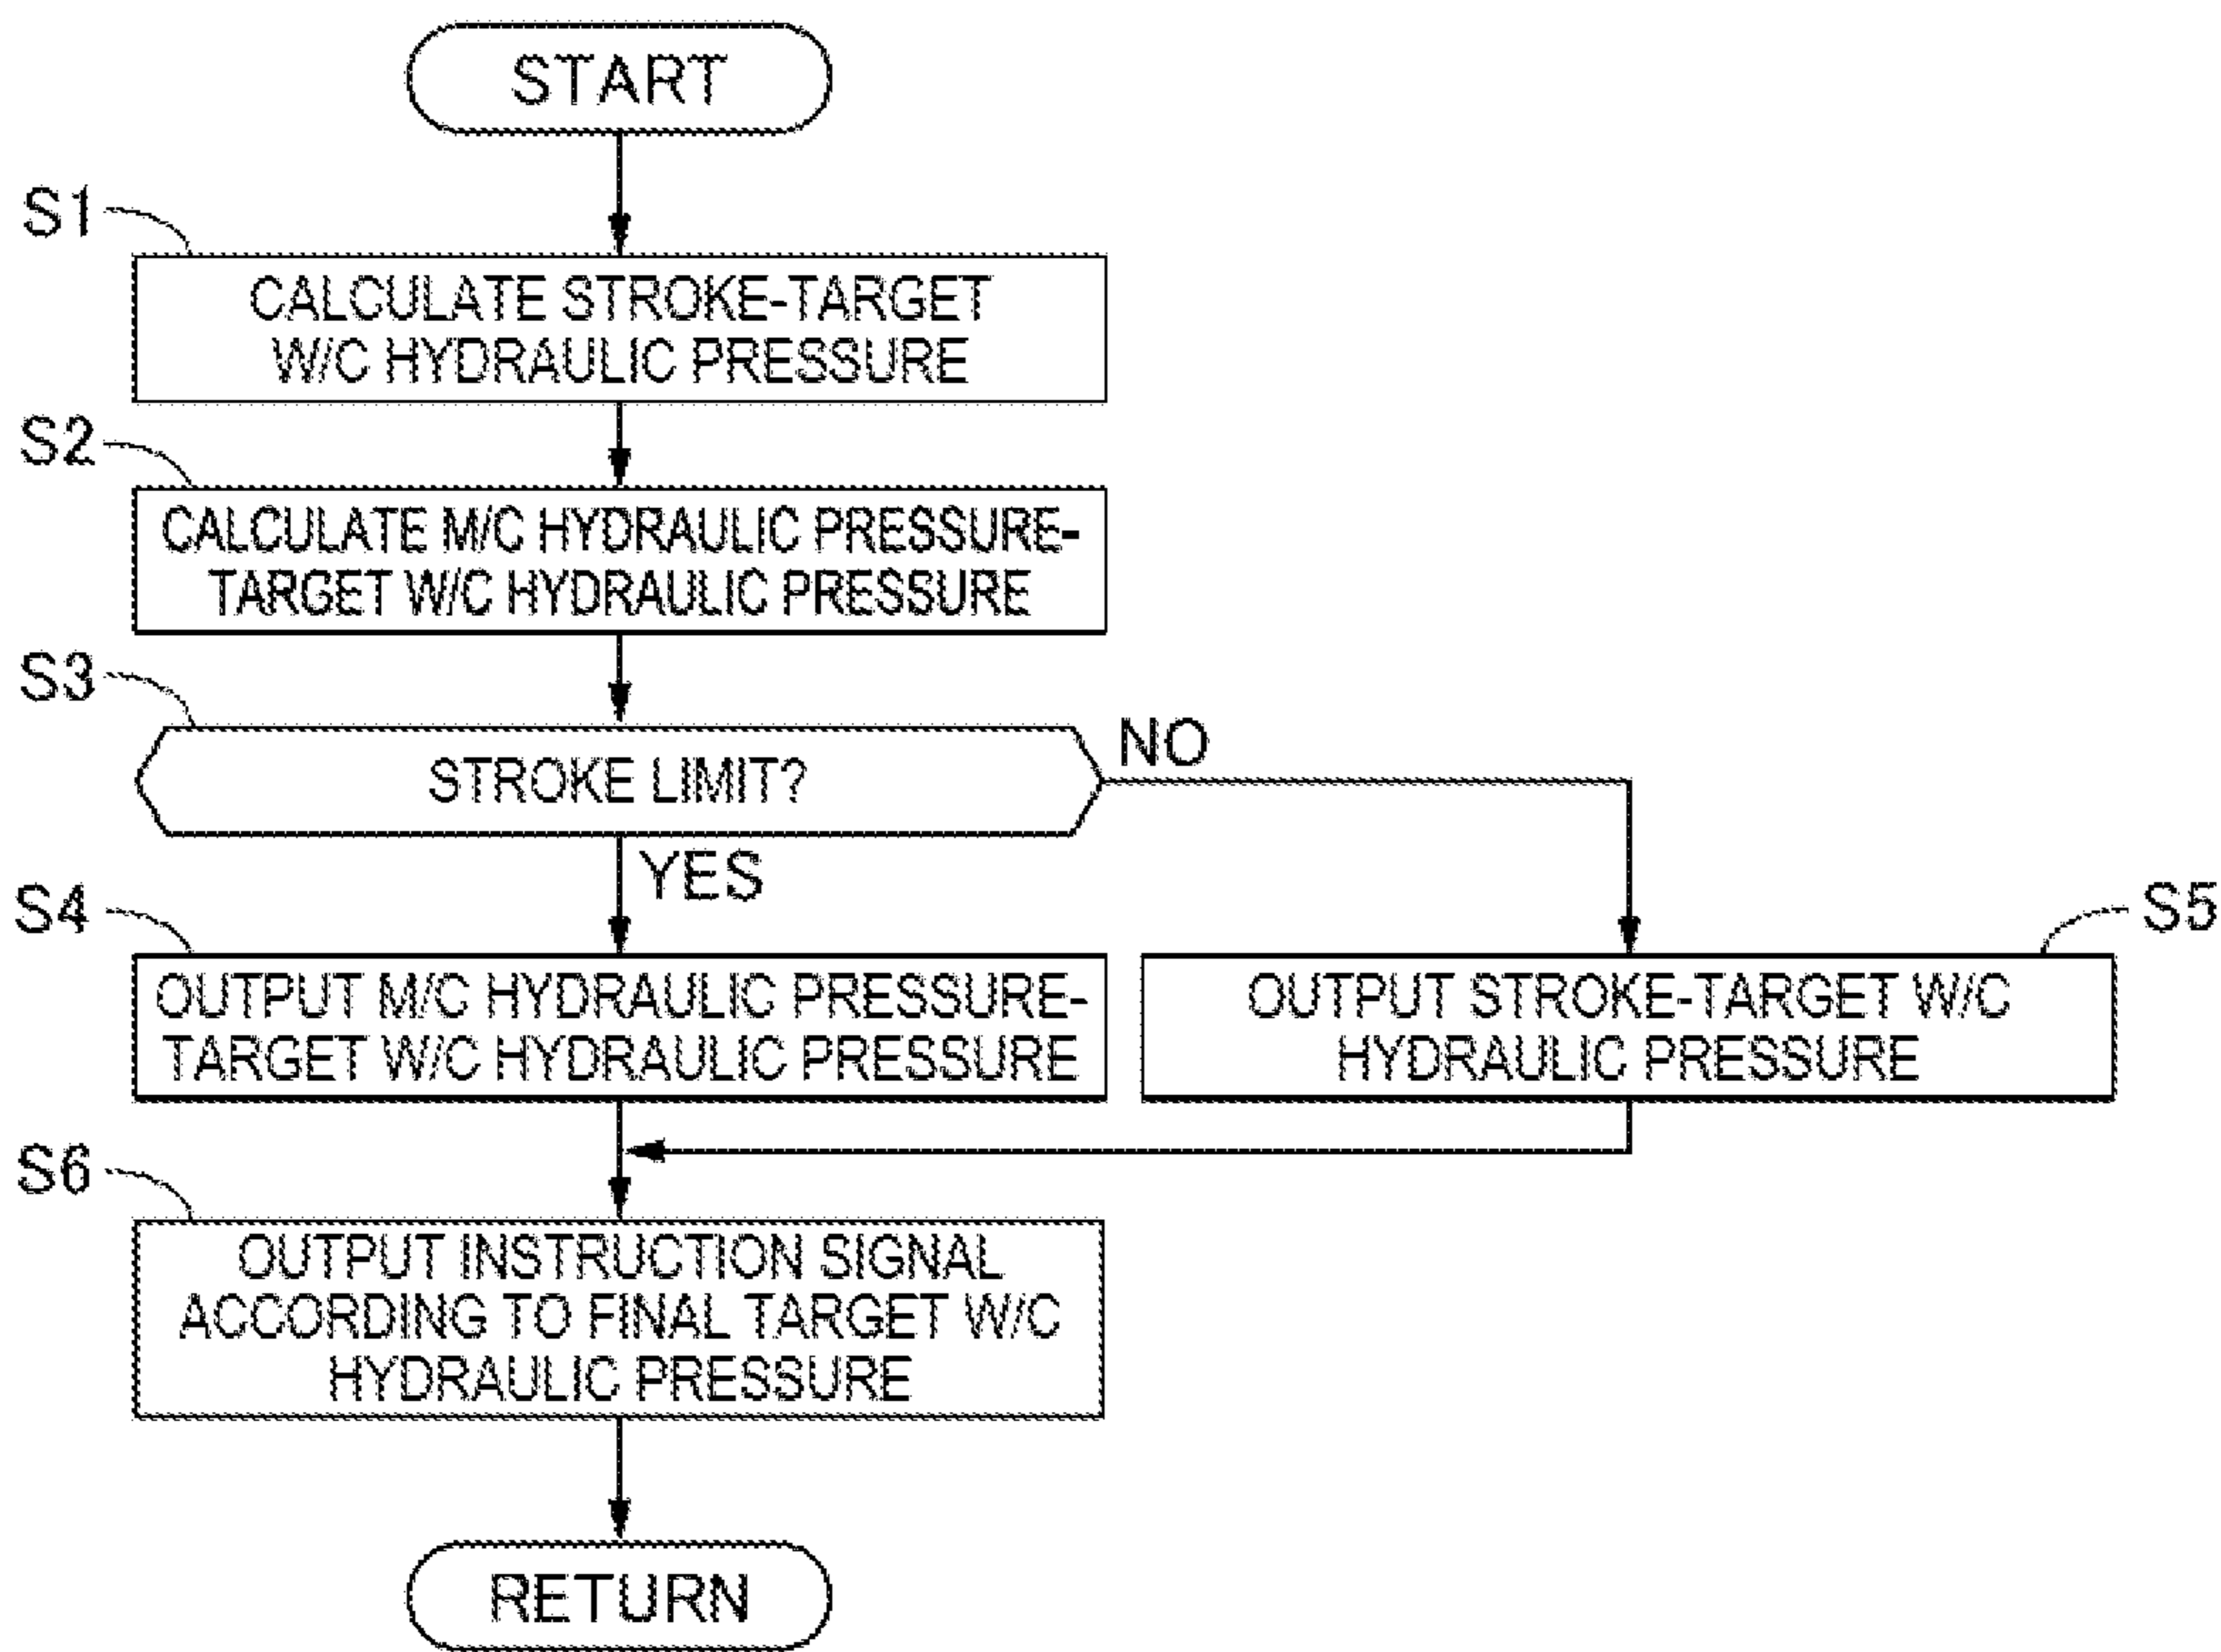 START
S1
CALCULATE STROKE-TARGET
W/C HYDRAULIC PRESSURE
S2
CALCULATE M/C HYDRAULIC PRESSURE-
TARGET W/C HYDRAULIC PRESSURE
S3
STROKE LIMIT?
NO
YES
S4
OUTPUT M/C HYDRAULIC PRESSURE-
TARGET W/C HYDRAULIC PRESSURE
S5
OUTPUT STROKE-TARGET W/C
HYDRAULIC PRESSURE
S6
OUTPUT INSTRUCTION SIGNAL
ACCORDING TO FINAL TARGET W/C
HYDRAULIC PRESSURE
RETURN